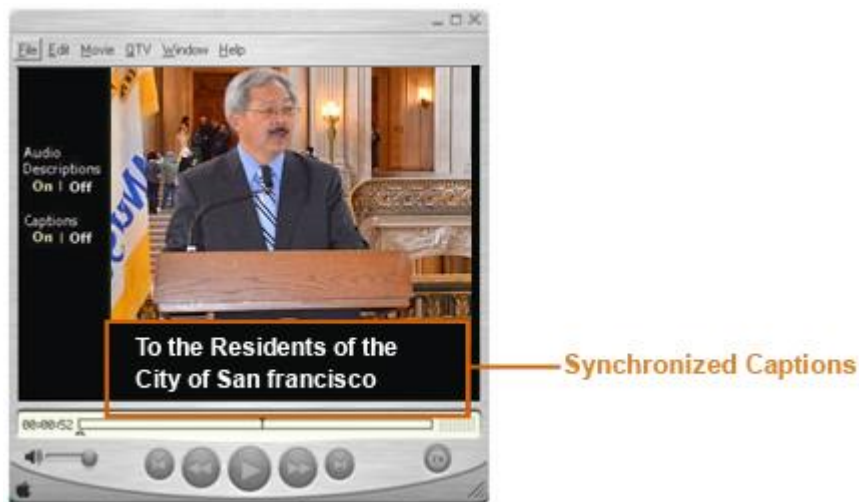 File Edit Movie QTV Window Help
Audio
Descriptions
On | Off
Captions
On | Off
To the Residents of the
City of San francisco
Synchronized Captions
00:00:52